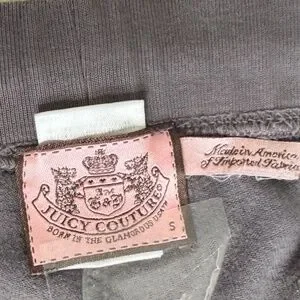 G&P
JUICY COUTURE
BORN IN THE GLAMOROUS USA
S
Made in America
of Imported Fabric